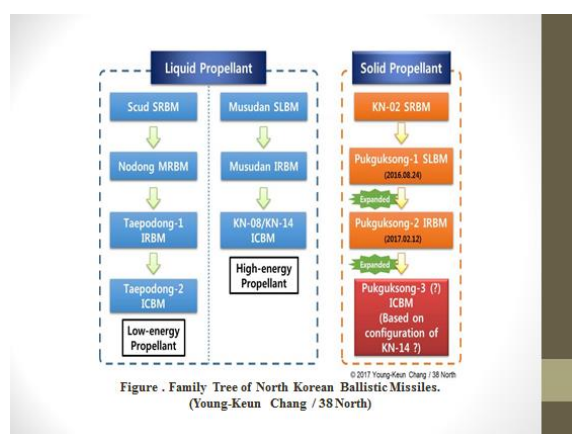 Liquid Propellant
Scud SRBM
Nodong MRBM
Taepodong-1
IRBM
Taepodong-2
ICBM
Low-energy
Propellant
Musudan SLBM
Musudan IRBM
KN-08/KN-14
ICBM
High-energy
Propellant
Solid Propellant
KN-02 SRBM
Pukguksong-1 SLBM
(2016.08.24)
Expanded
Pukguksong-2 IRBM
(2017.02.12)
Expanded
Pukguksong-3 (?)
ICBM
(Based on
configuration of
KN-14 ?)
© 2017 Young-Keun Chang / 38 North
Figure . Family Tree of North Korean Ballistic Missiles.
(Young-Keun Chang / 38 North)